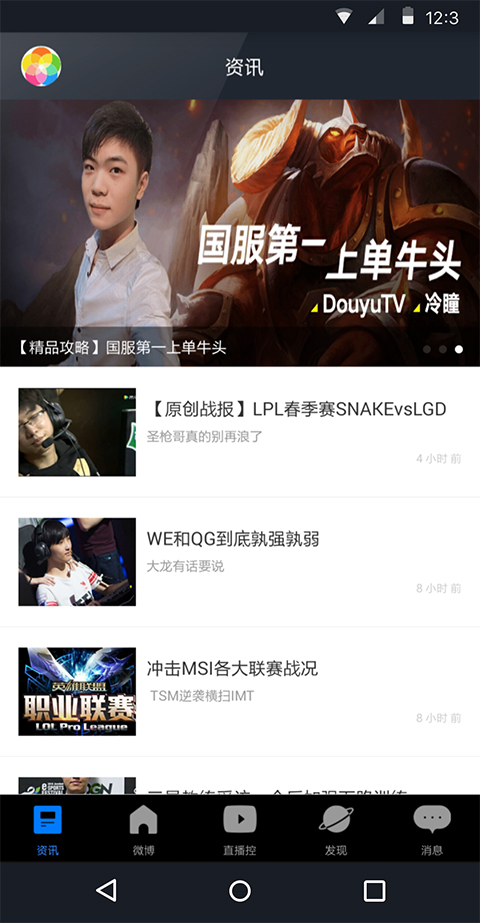 12:3
资讯
国服第一上单牛头
DouyuTV 冷瞳
【精品攻略】国服第一上单牛头
【原创战报】LPL春季赛SNAKEvsLGD
圣枪哥真的别再浪了
4 小时 前
WE和QG到底孰强孰弱
大龙有话要说
8 小时 前
英雄联盟
职业联赛
LOL Pro League
冲击MSI各大联赛战况
TSM逆袭横扫IMT
8 小时 前
资讯
微博
直播控
发现
消息